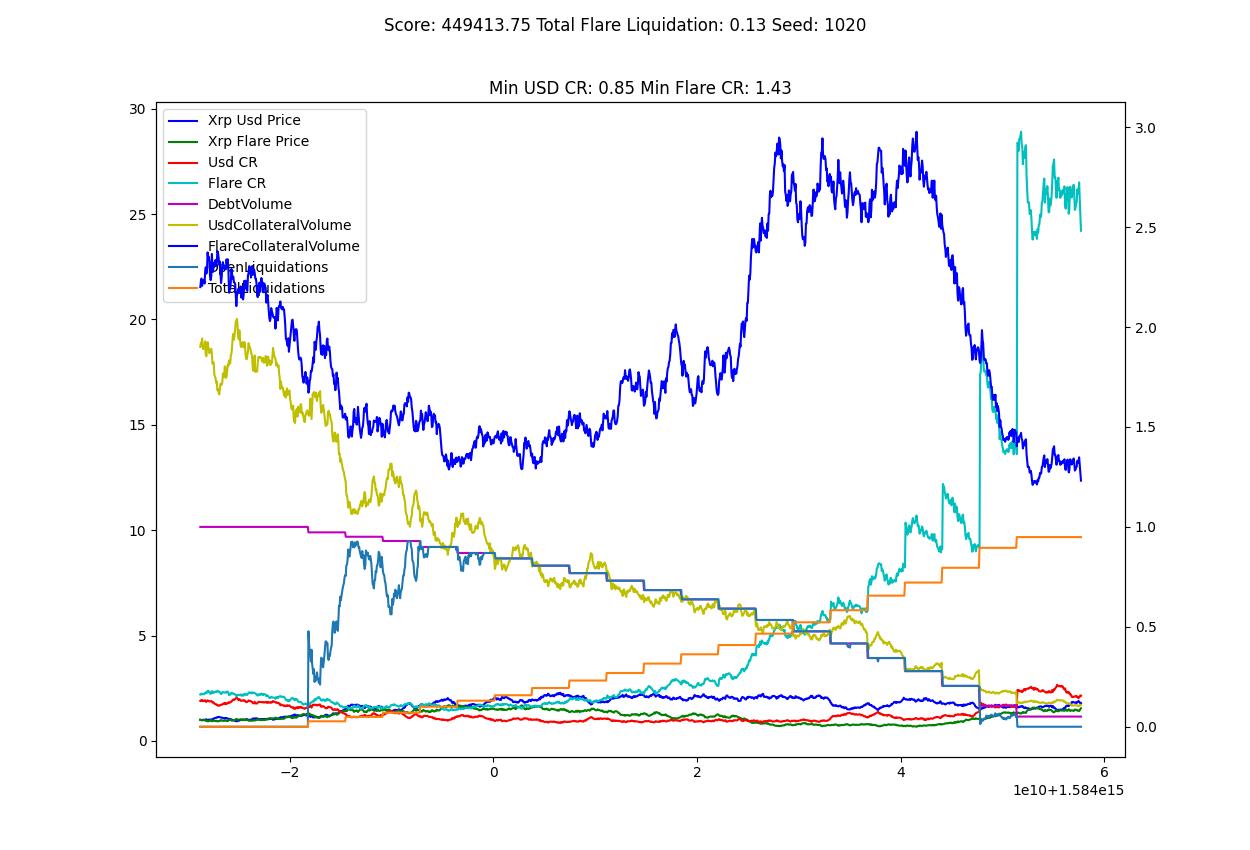 Score: 449413.75 Total Flare Liquidation: 0.13 Seed: 1020
Min USD CR: 0.85 Min Flare CR: 1.43
Xrp Usd Price
Xrp Flare Price
Usd CR
Flare CR
DebtVolume
UsdCollateralVolume
FlareCollateralVolume
OpenLiquidations
TotalLiquidations
30
25
20
15
10
5
0
3.0
2.5
2.0
1.5
1.0
0.5
0.0
−2
0
2
4
6
1e10+1.584e15